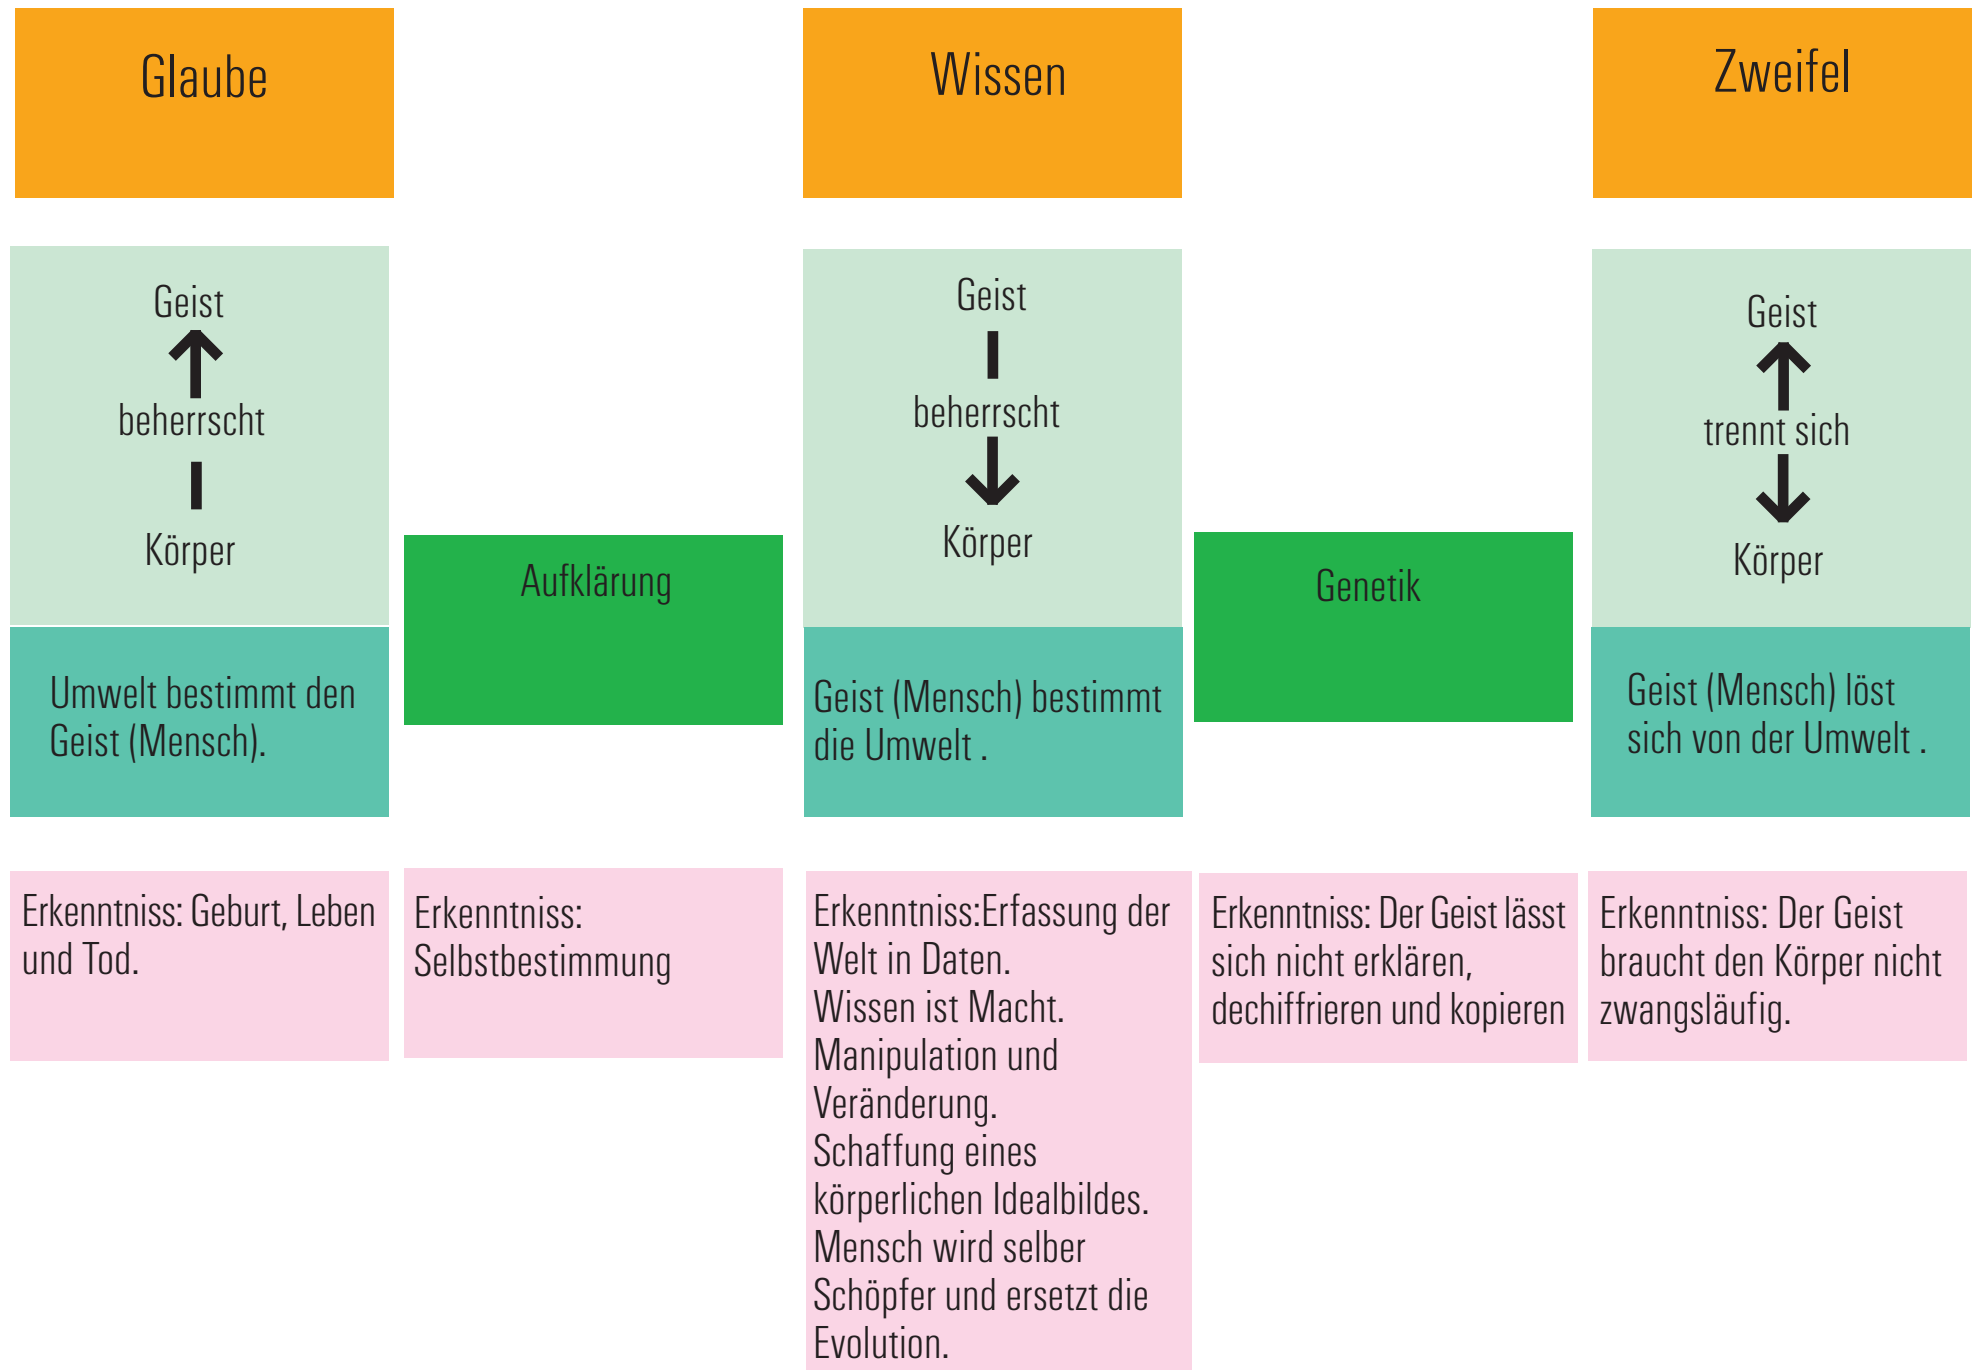 Glaube
Wissen
Zweifel
Geist
beherrscht
Körper
Umwelt bestimmt den
Geist (Mensch).
Aufklärung
Geist
beherrscht
Körper
Geist (Mensch) bestimmt
die Umwelt .
Genetik
Geist
trennt sich
Körper
Geist (Mensch) löst
sich von der Umwelt .
Erkenntniss: Geburt, Leben
und Tod.
Erkenntniss:
Selbstbestimmung
Erkenntniss:Erfassung der
Welt in Daten.
Wissen ist Macht.
Manipulation und
Veränderung.
Schaffung eines
körperlichen Idealbildes.
Mensch wird selber
Schöpfer und ersetzt die
Evolution.
Erkenntniss: Der Geist lässt
sich nicht erklären,
dechiffrieren und kopieren
Erkenntniss: Der Geist
braucht den Körper nicht
zwangsläufig.